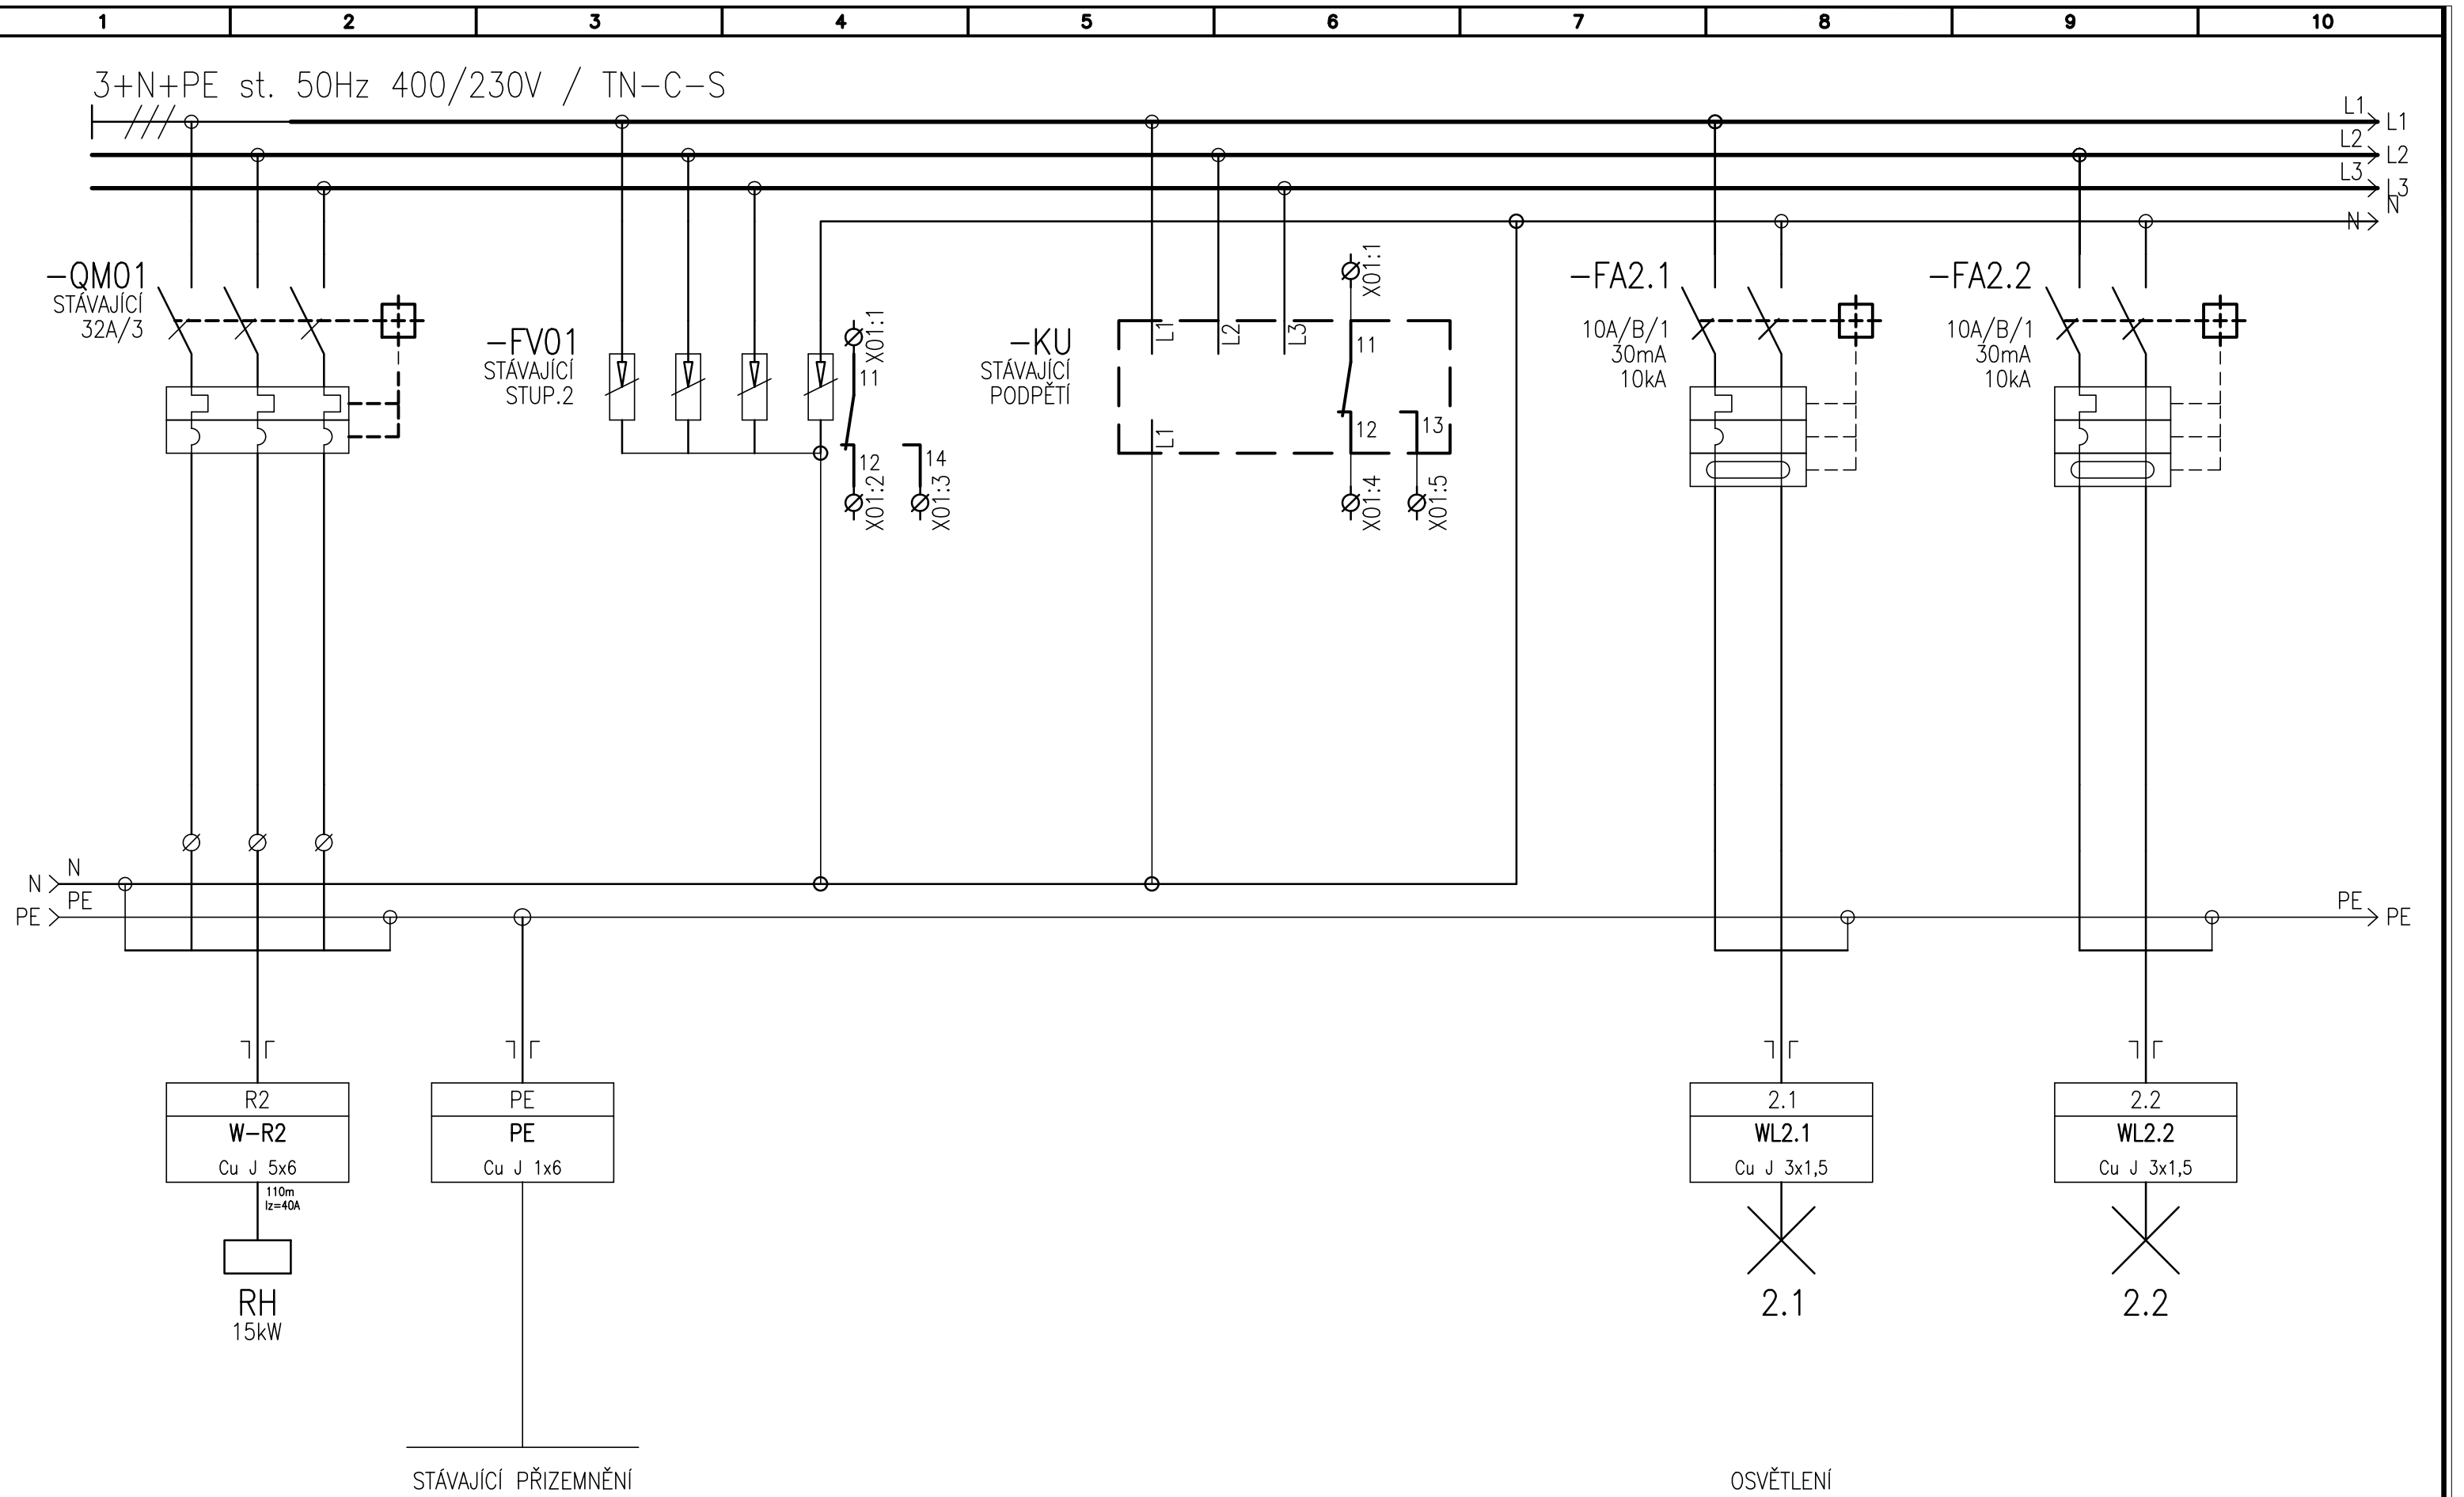 1 2 3 4 5 6 7 8 9 10
3+N+PE st. 50Hz 400/230V / TN-C-S
L1
L1
L2
L2
L3
L3
N
N
-QM01
STÁVAJÍCÍ
32A/3
-FV01
STÁVAJÍCÍ
STUP.2
X01:1
11
12
14
X01:2
X01:3
-KU
STÁVAJÍCÍ
PODPĚTÍ
L1
L2
L3
X01:1
11
12
13
L1
X01:4
X01:5
-FA2.1
10A/B/1
30mA
10kA
-FA2.2
10A/B/1
30mA
10kA
N
N
PE
PE
PE
PE
R2
W-R2
Cu J 5x6
110m
Iz=40A
RH
15kW
PE
PE
Cu J 1x6
2.1
WL2.1
Cu J 3x1,5
2.1
2.2
WL2.2
Cu J 3x1,5
2.2
STÁVAJÍCÍ PŘIZEMNĚNÍ
OSVĚTLENÍ